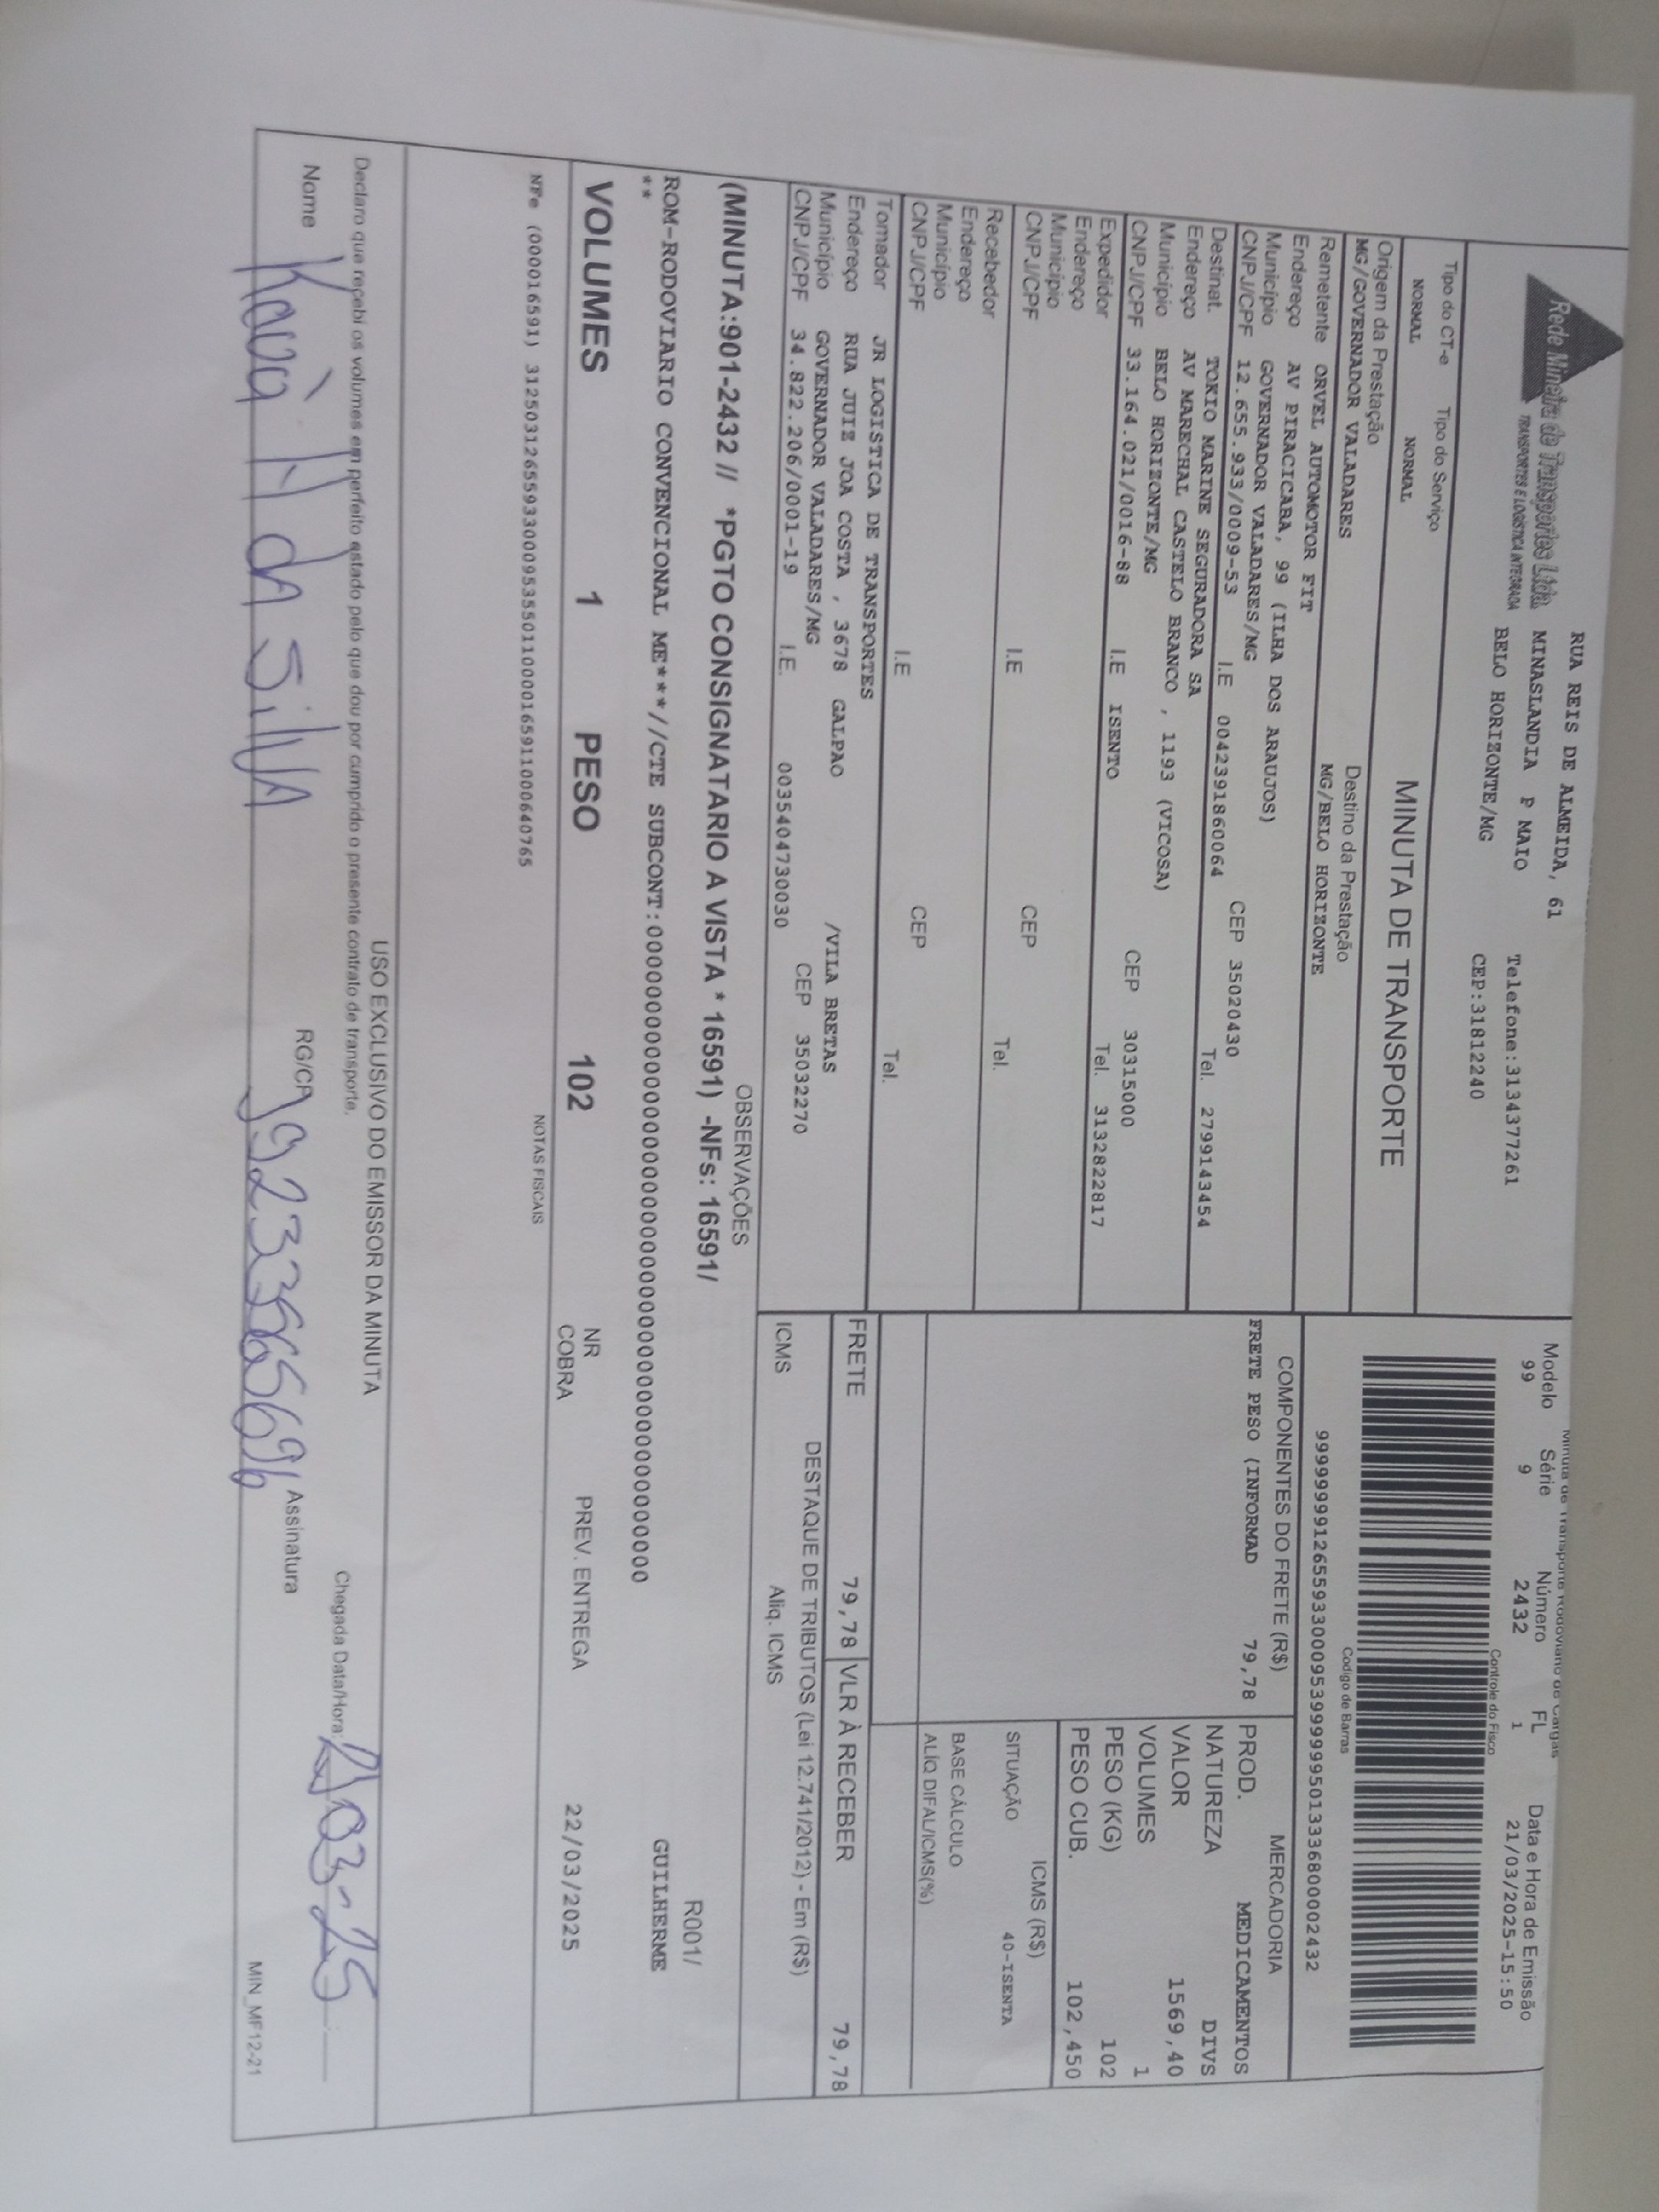 Rede Mineira de Transportes Ltda.
TRANSPORTES E LOGISTICA INTEGRADA
RUA REIS DE ALMEIDA, 61
MINASLANDIA P MAIO
BELO HORIZONTE/MG
Telefone:3134377261
CEP:31812240
Minuta de Transporte Rodoviario de Cargas
Modelo Série Número FL Data e Hora de Emissão
99 9 2432 1 21/03/2025-15:50
Controle do Fisco
Codigo de Barras
Tipo do CT-e Tipo do Serviço
NORMAL NORMAL
MINUTA DE TRANSPORTE
Origem da Prestação Destino da Prestação
MG/GOVERNADOR VALADARES MG/BELO HORIZONTE
Remetente ORVEL AUTOMOTOR FIT
Endereço AV PIRACICABA, 99 (ILHA DOS ARAUJOS)
Município GOVERNADOR VALADARES/MG CEP 35020430
CNPJ/CPF 12.655.933/0009-53 I.E 0042391860064 Tel. 2799143454
Destinat. TOKIO MARINE SEGURADORA SA
Endereço AV MARECHAL CASTELO BRANCO , 1193 (VICOSA)
Município BELO HORIZONTE/MG CEP 30315000
CNPJ/CPF 33.164.021/0016-88 I.E ISENTO Tel. 3132822817
Expedidor
Endereço
Município CEP
CNPJ/CPF I.E Tel.
Recebedor
Endereço
Município CEP
CNPJ/CPF I.E Tel.
Tomador JR LOGISTICA DE TRANSPORTES
Endereço RUA JUIZ JOA COSTA , 3678 GALPAO /VILA BRETAS
Município GOVERNADOR VALADARES/MG CEP 35032270
CNPJ/CPF 34.822.206/0001-19 I.E. 0035404730030
COMPONENTES DO FRETE (R$)
FRETE PESO (INFORMAD 79,78
MERCADORIA
PROD. MEDICAMENTOS
NATUREZA DIVS
VALOR 1569,40
VOLUMES 1
PESO (KG) 102
PESO CUB. 102,450
ICMS (R$)
SITUAÇÃO 40-ISENTA
BASE CÁLCULO
ALÍQ DIFAL/ICMS(%)
FRETE 79,78 VLR À RECEBER 79,78
DESTAQUE DE TRIBUTOS (Lei 12.741/2012) - Em (R$)
ICMS Aliq. ICMS
OBSERVAÇÕES
(MINUTA:901-2432 // *PGTO CONSIGNATARIO A VISTA * 16591) -NFs: 16591/
R001/
ROM-RODOVIARIO CONVENCIONAL ME****//CTE GUILHERME
**
VOLUMES 1 PESO 102 NR COBRA PREV. ENTREGA 22/03/2025
NOTAS FISCAIS
NFe (000016591)
USO EXCLUSIVO DO EMISSOR DA MINUTA
Declaro que recebi os volumes em perfeito estado pelo que dou por cumprido o presente contrato de transporte.
Chegada Data/Hora: 03-25
Nome da Silva RG/CP Assinatura
MIN_MF12-21